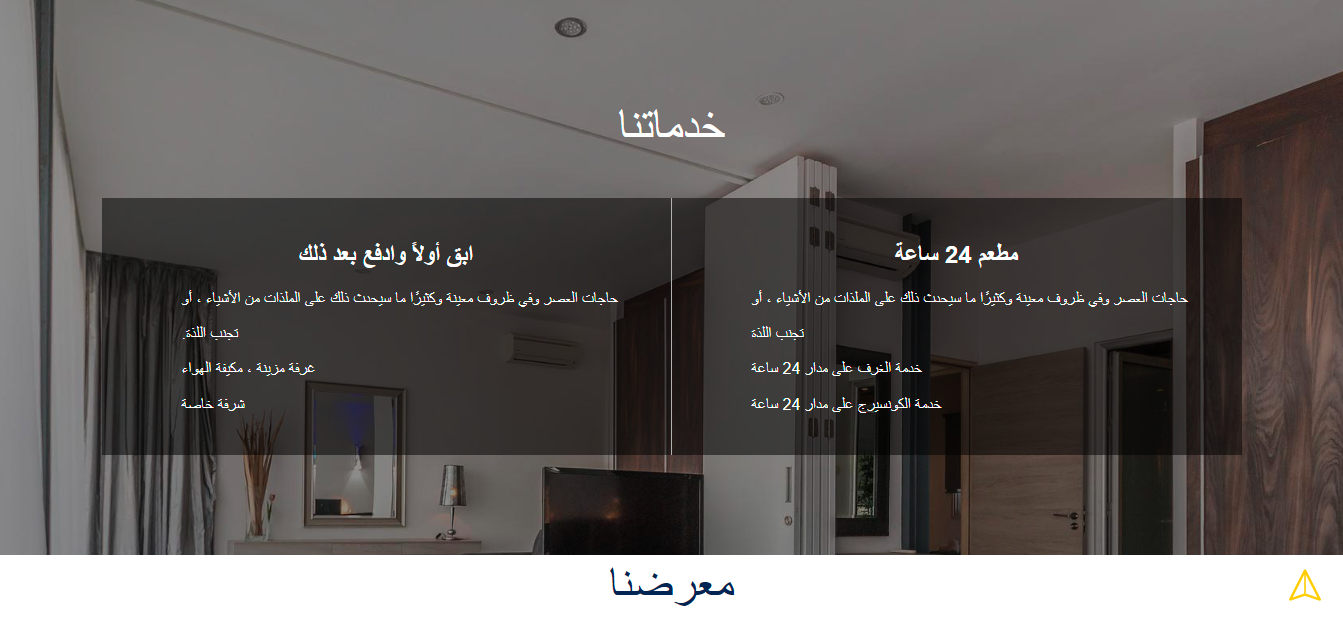 خدماتنا
مطعم 24 ساعة
حاجات العصر وفي ظروف معينة وكثيرًا ما سيحدث ذلك على الملذات من الأشياء ، أو
تجنب اللذة
خدمة الغرف على مدار 24 ساعة
خدمة الكونسيرج على مدار 24 ساعة
ابق أولاً وادفع بعد ذلك
حاجات العصر وفي ظروف معينة وكثيرًا ما سيحدث ذلك على الملذات من الأشياء ، أو
تجنب اللذة.
غرفة مزينة ، مكيفة الهواء
شرفة خاصة
معرضنا